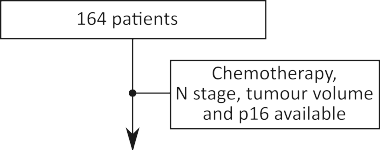 164 patients
Chemotherapy,
N stage, tumour volume
and p16 available